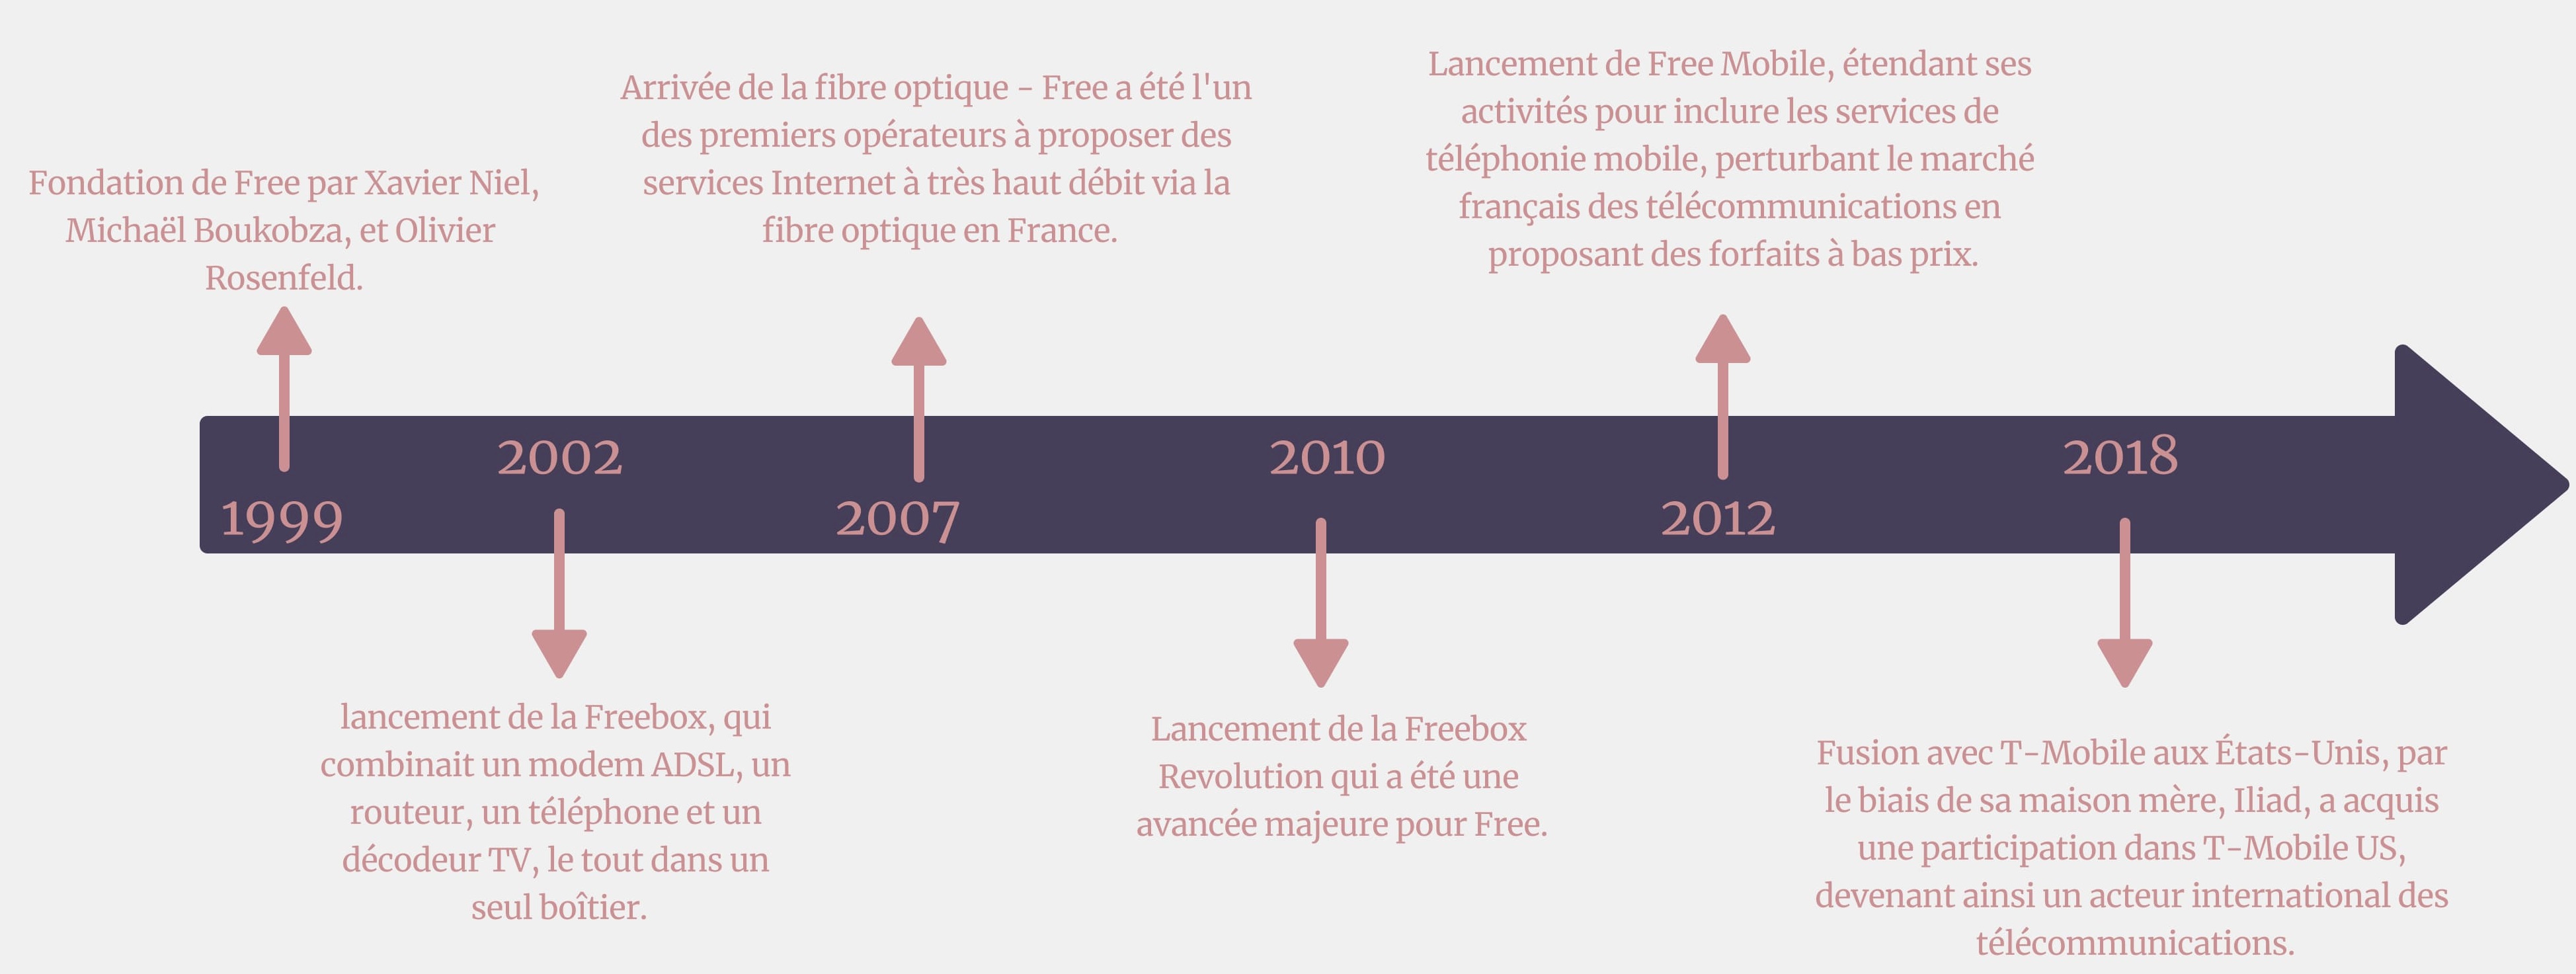 Fondation de Free par Xavier Niel,
Michaël Boukobza, et Olivier
Rosenfeld.
Arrivée de la fibre optique - Free a été l'un
des premiers opérateurs à proposer des
services Internet à très haut débit via la
fibre optique en France.
Lancement de Free Mobile, étendant ses
activités pour inclure les services de
téléphonie mobile, perturbant le marché
français des télécommunications en
proposant des forfaits à bas prix.
1999
2002
2007
2010
2012
2018
lancement de la Freebox, qui
combinait un modem ADSL, un
routeur, un téléphone et un
décodeur TV, le tout dans un
seul boîtier.
Lancement de la Freebox
Revolution qui a été une
avancée majeure pour Free.
Fusion avec T-Mobile aux États-Unis, par
le biais de sa maison mère, Iliad, a acquis
une participation dans T-Mobile US,
devenant ainsi un acteur international des
télécommunications.